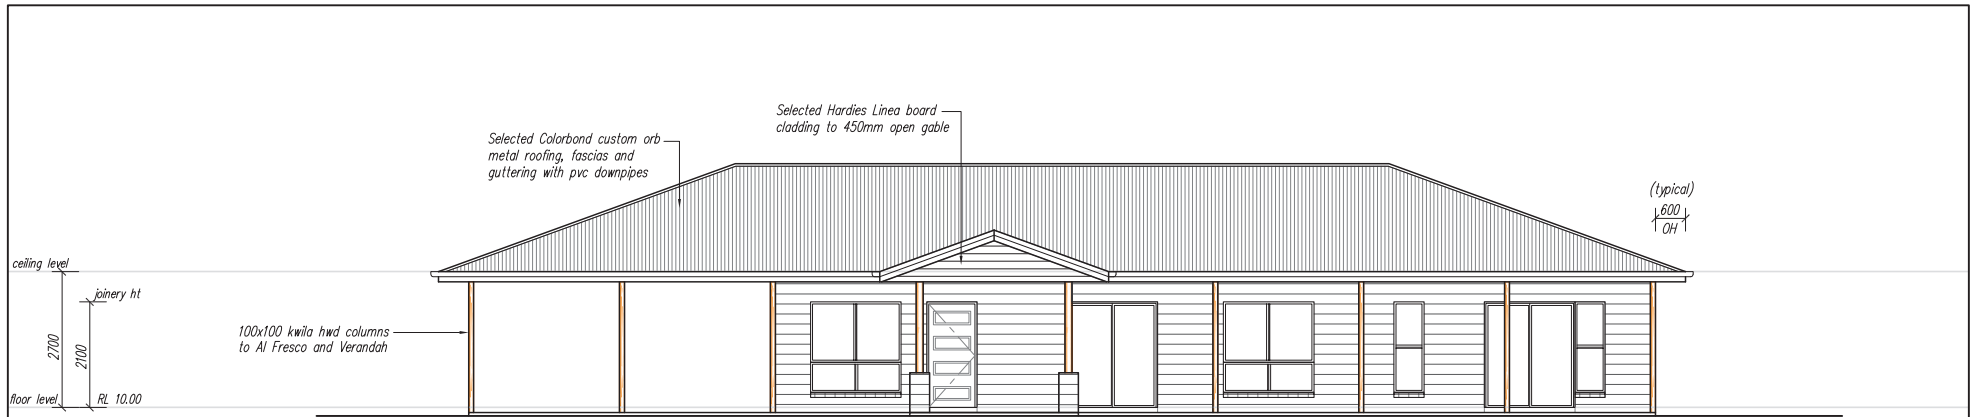 Selected Hardies Linea board
cladding to 450mm open gable
Selected Colorbond custom orb
metal roofing, fascias and
guttering with pvc downpipes
(typical)
600
OH
ceiling level
joinery ht
100x100 kwila hwd columns
to Al Fresco and Verandah
2700
2100
floor level
RL 10.00